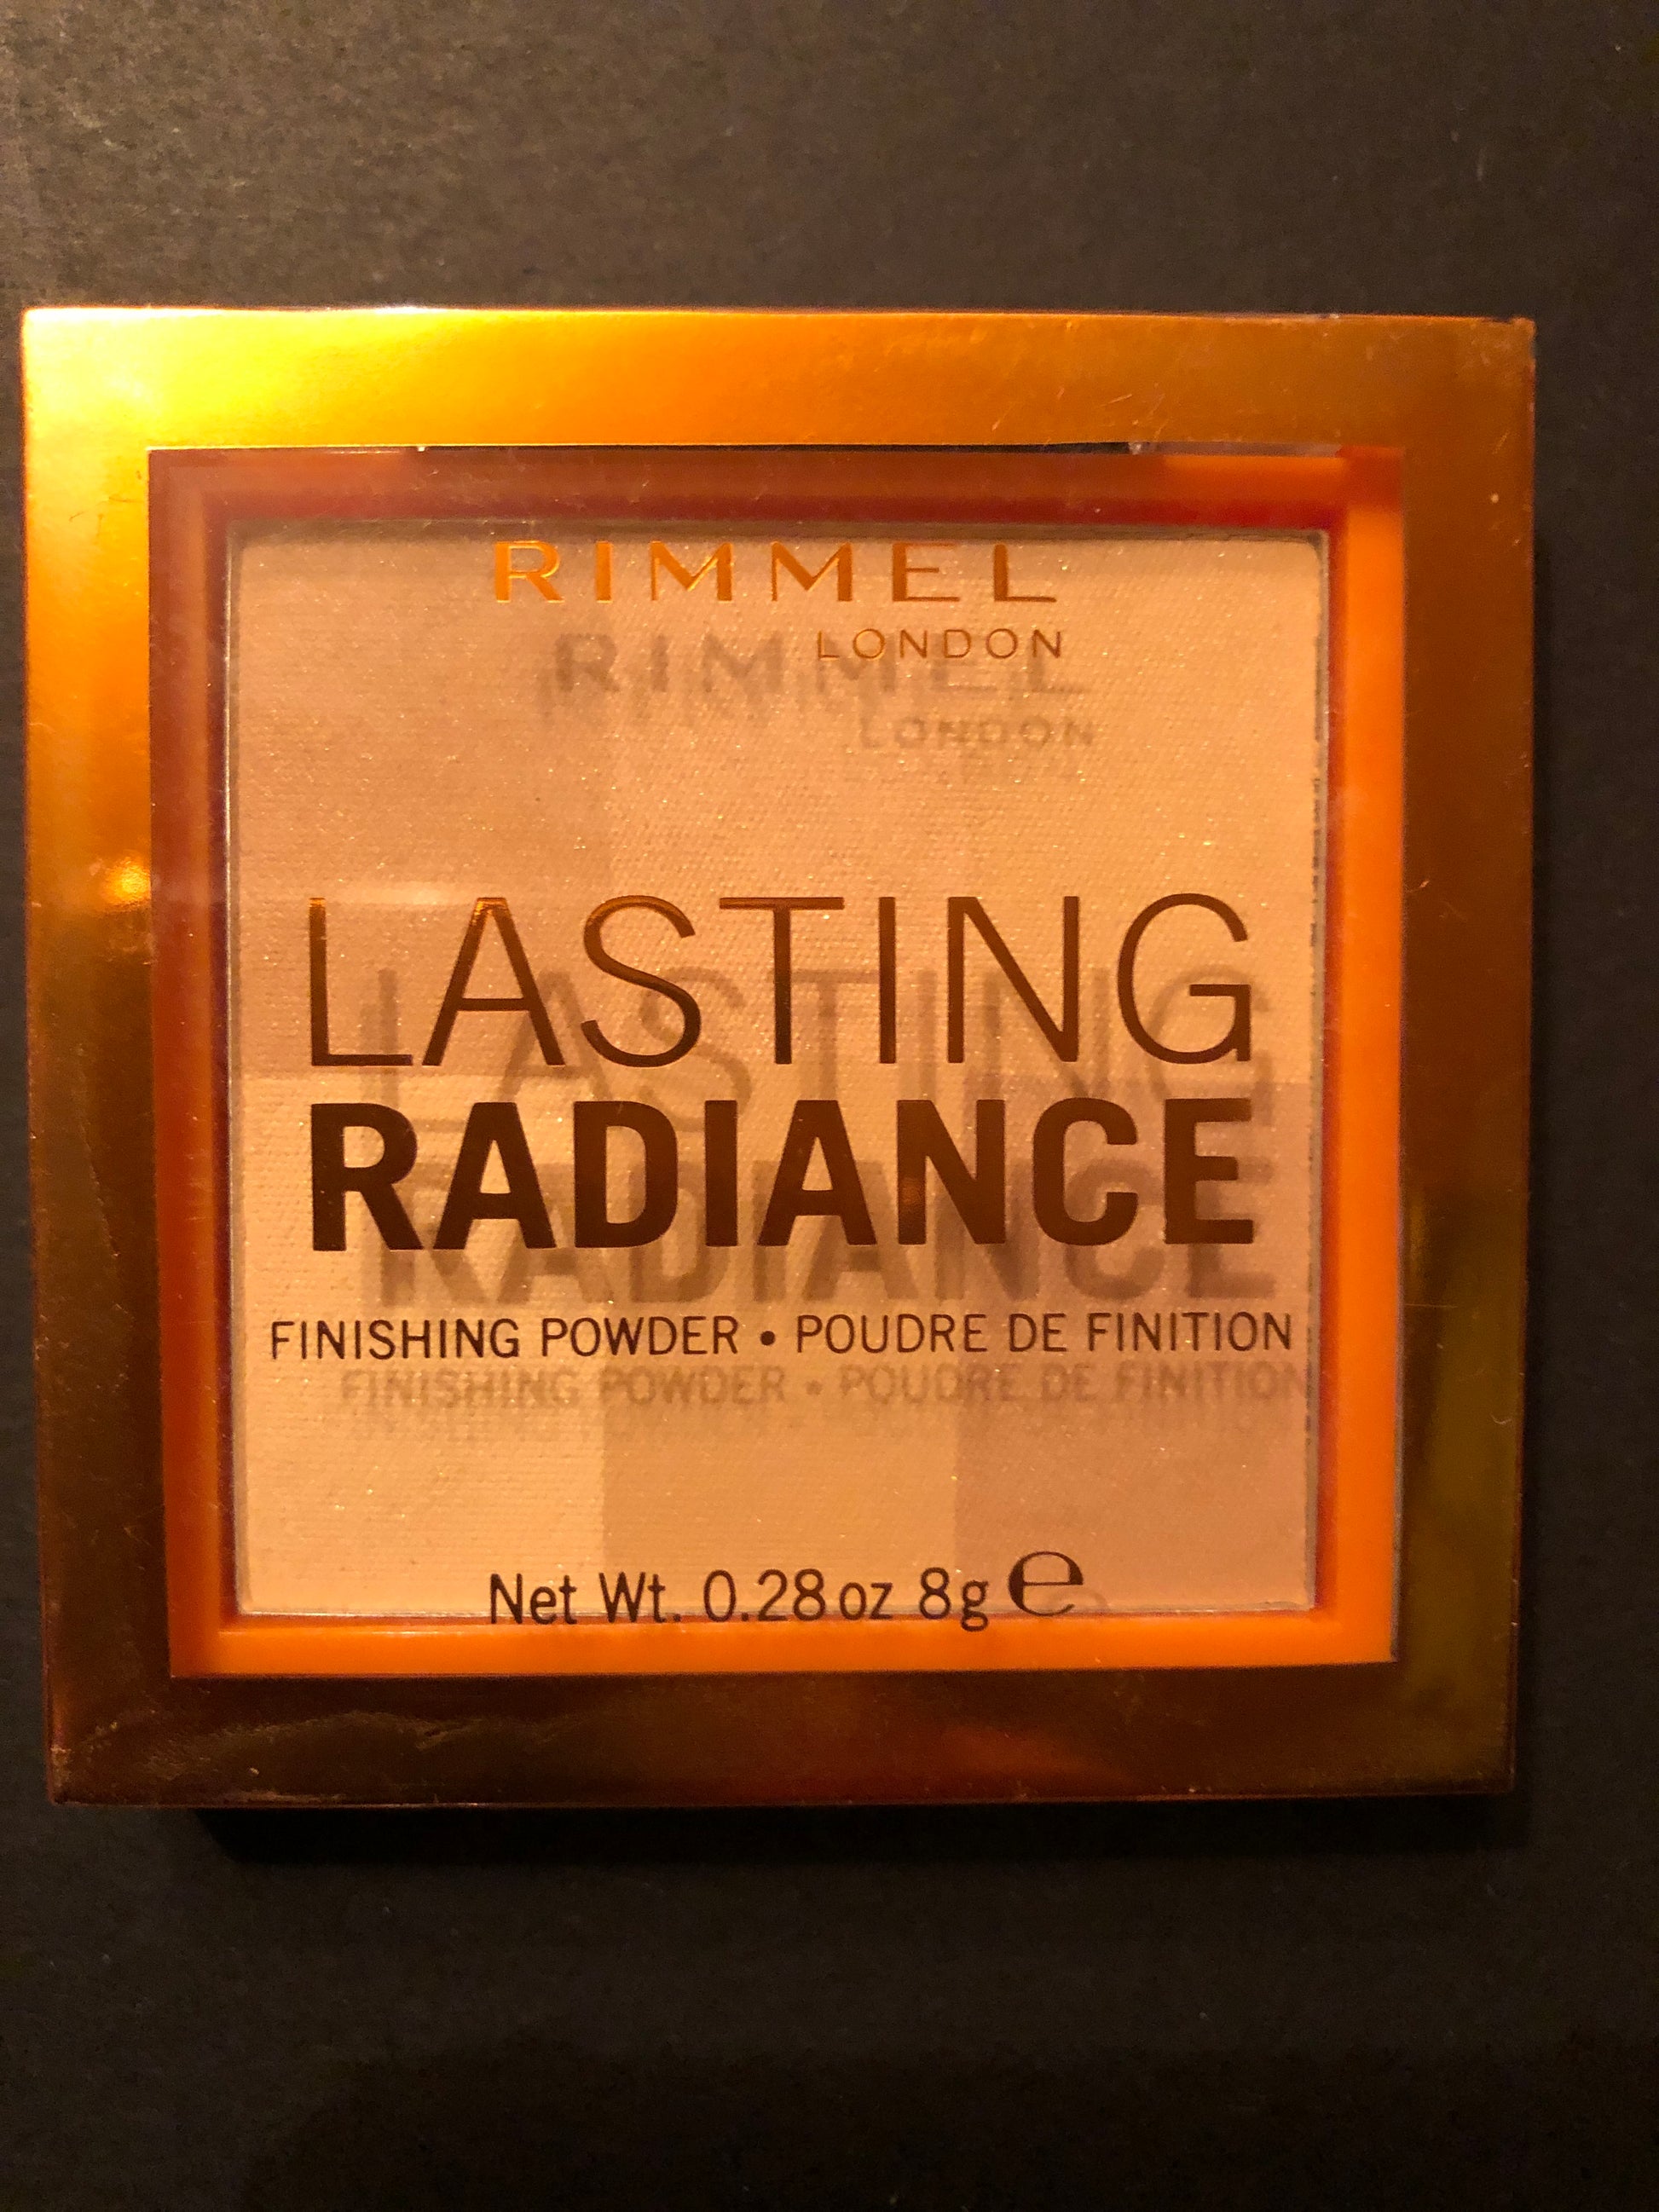 RIMMEL
LONDON
LASTING
RADIANCE
FINISHING POWDER • POUDRE DE FINITION
Net Wt. 0.28 oz 8g ℮